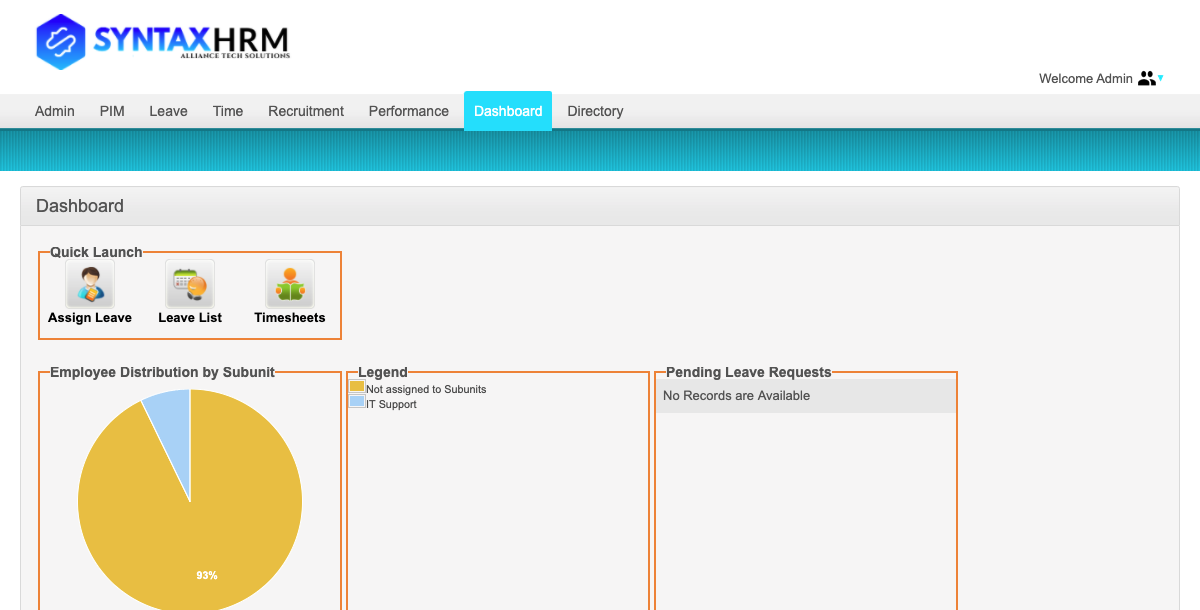 SYNTAXHRM
ALLIANCE TECH SOLUTIONS
Welcome Admin
Admin PIM Leave Time Recruitment Performance Dashboard Directory
Dashboard
Quick Launch
Assign Leave Leave List Timesheets
Employee Distribution by Subunit
93%
Legend
Not assigned to Subunits
IT Support
Pending Leave Requests
No Records are Available